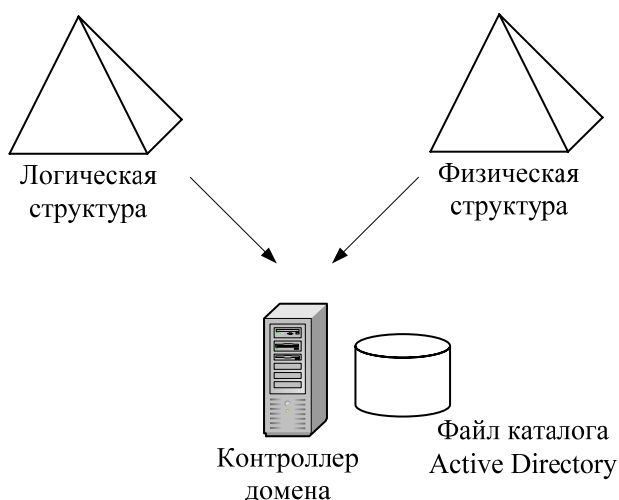 Логическая
структура
Физическая
структура
Контроллер
домена
Файл каталога
Active Directory